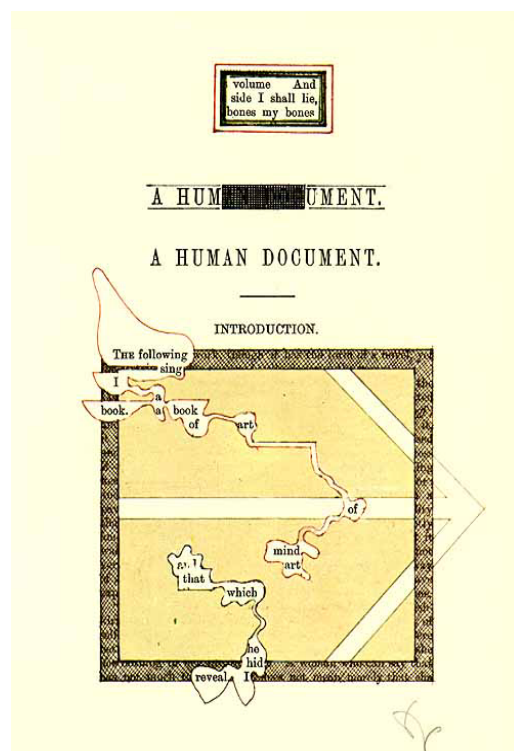 volume And
side I shall lie,
bones my bones
A HUM UMENT.
A HUMAN DOCUMENT.
INTRODUCTION.
THE following
sing
I
a
book. a book
of art
of
mind
art
that
which
he
hid
reveal I